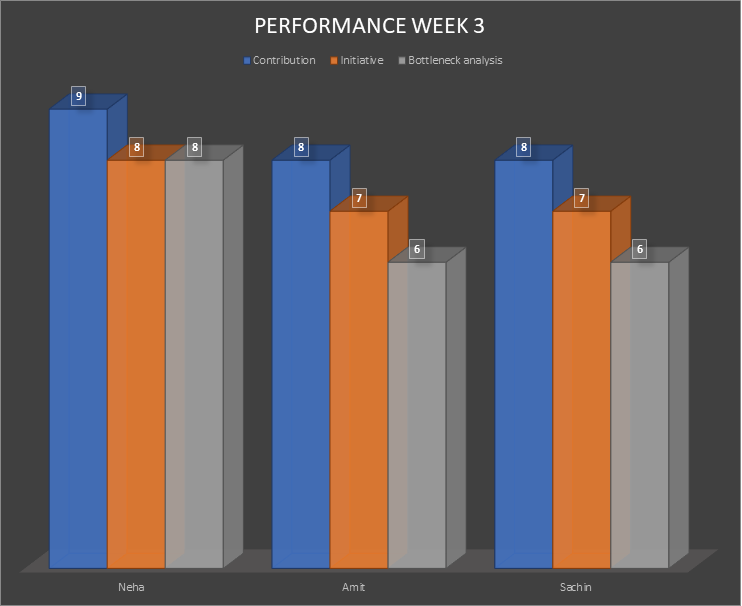 PERFORMANCE WEEK 3
Contribution Initiative Bottleneck analysis
9 8 8 8 7 6 8 7 6
Neha Amit Sachin